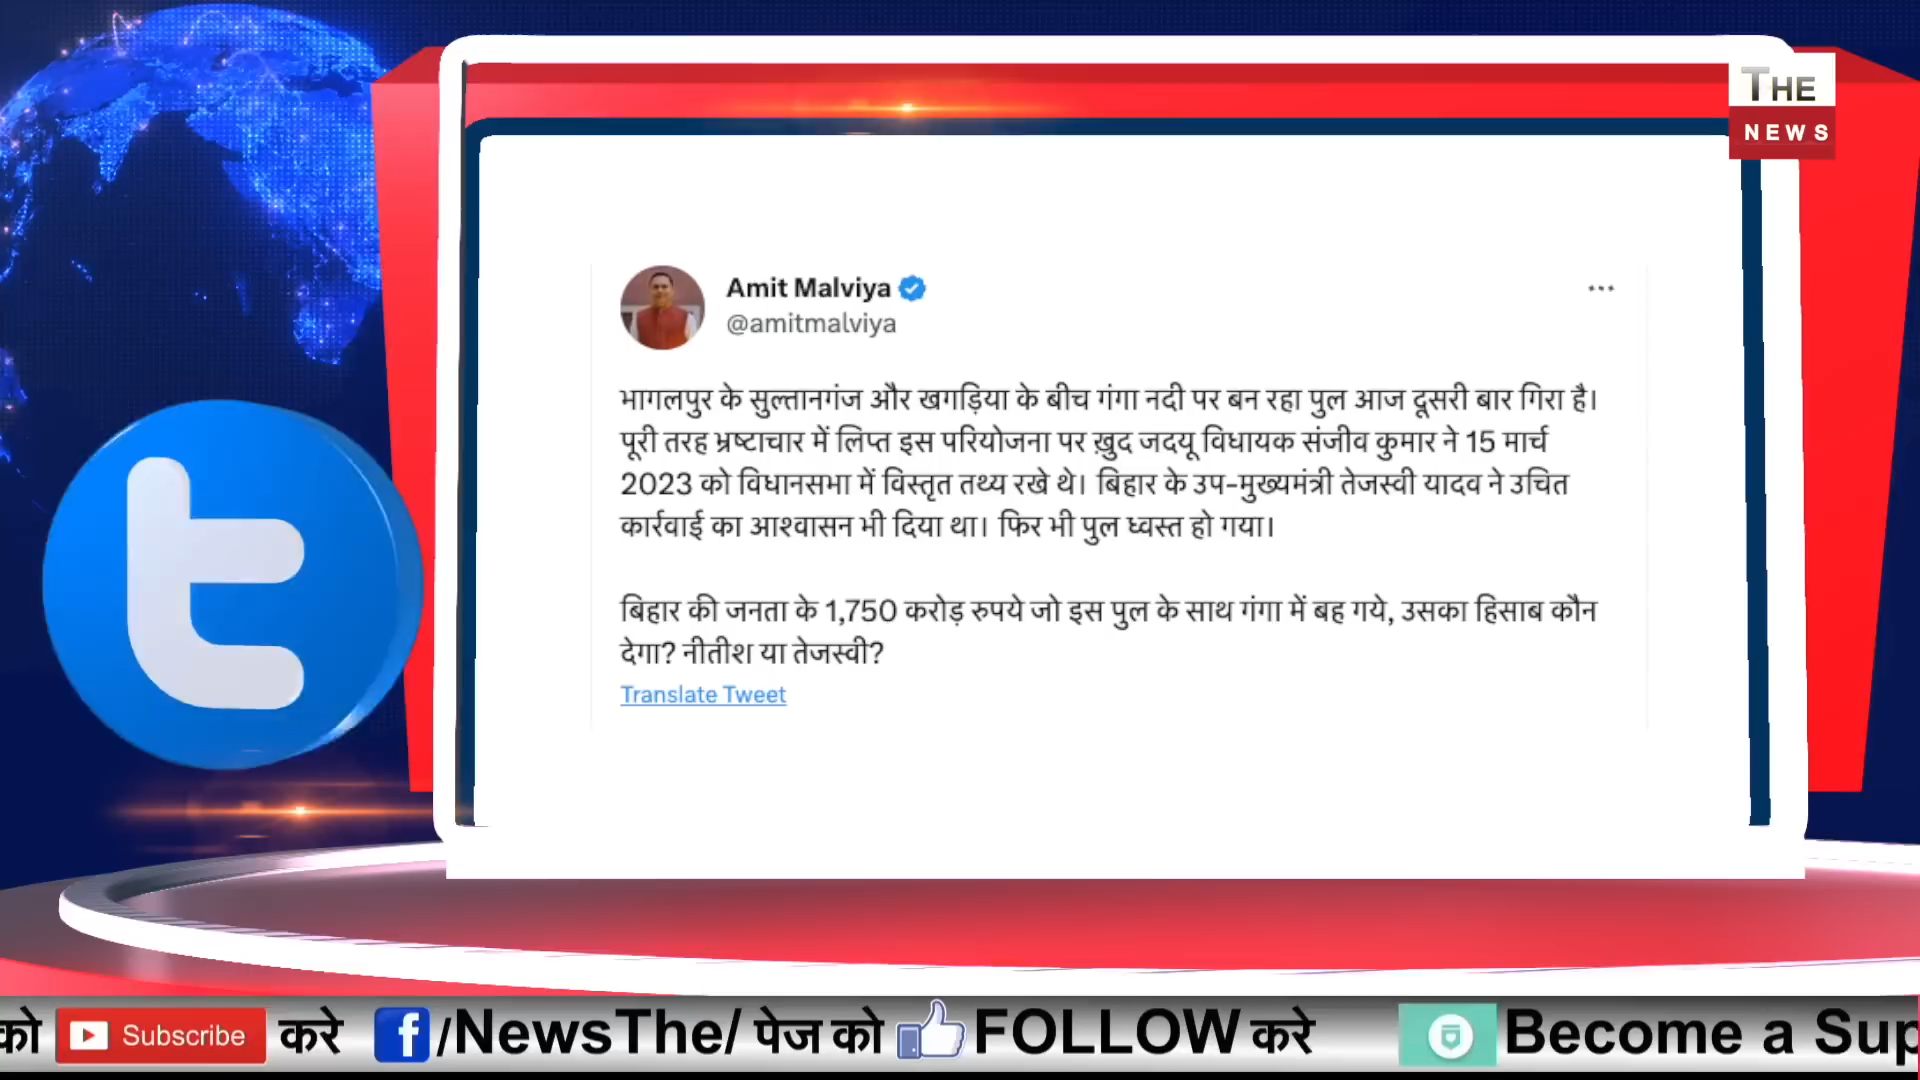 THE
NEWS
Amit Malviya
@amitmalviya
भागलपुर के सुल्तानगंज और खगड़िया के बीच गंगा नदी पर बन रहा पुल आज दूसरी बार गिरा है।
पूरी तरह भ्रष्टाचार में लिप्त इस परियोजना पर ख़ुद जदयू विधायक संजीव कुमार ने 15 मार्च
2023 को विधानसभा में विस्तृत तथ्य रखे थे। बिहार के उप-मुख्यमंत्री तेजस्वी यादव ने उचित
कार्रवाई का आश्वासन भी दिया था। फिर भी पुल ध्वस्त हो गया।
बिहार की जनता के 1,750 करोड़ रुपये जो इस पुल के साथ गंगा में बह गये, उसका हिसाब कौन
देगा? नीतीश या तेजस्वी?
Translate Tweet
को Subscribe करे f/NewsThe/ पेज को FOLLOW करे Become a Sup